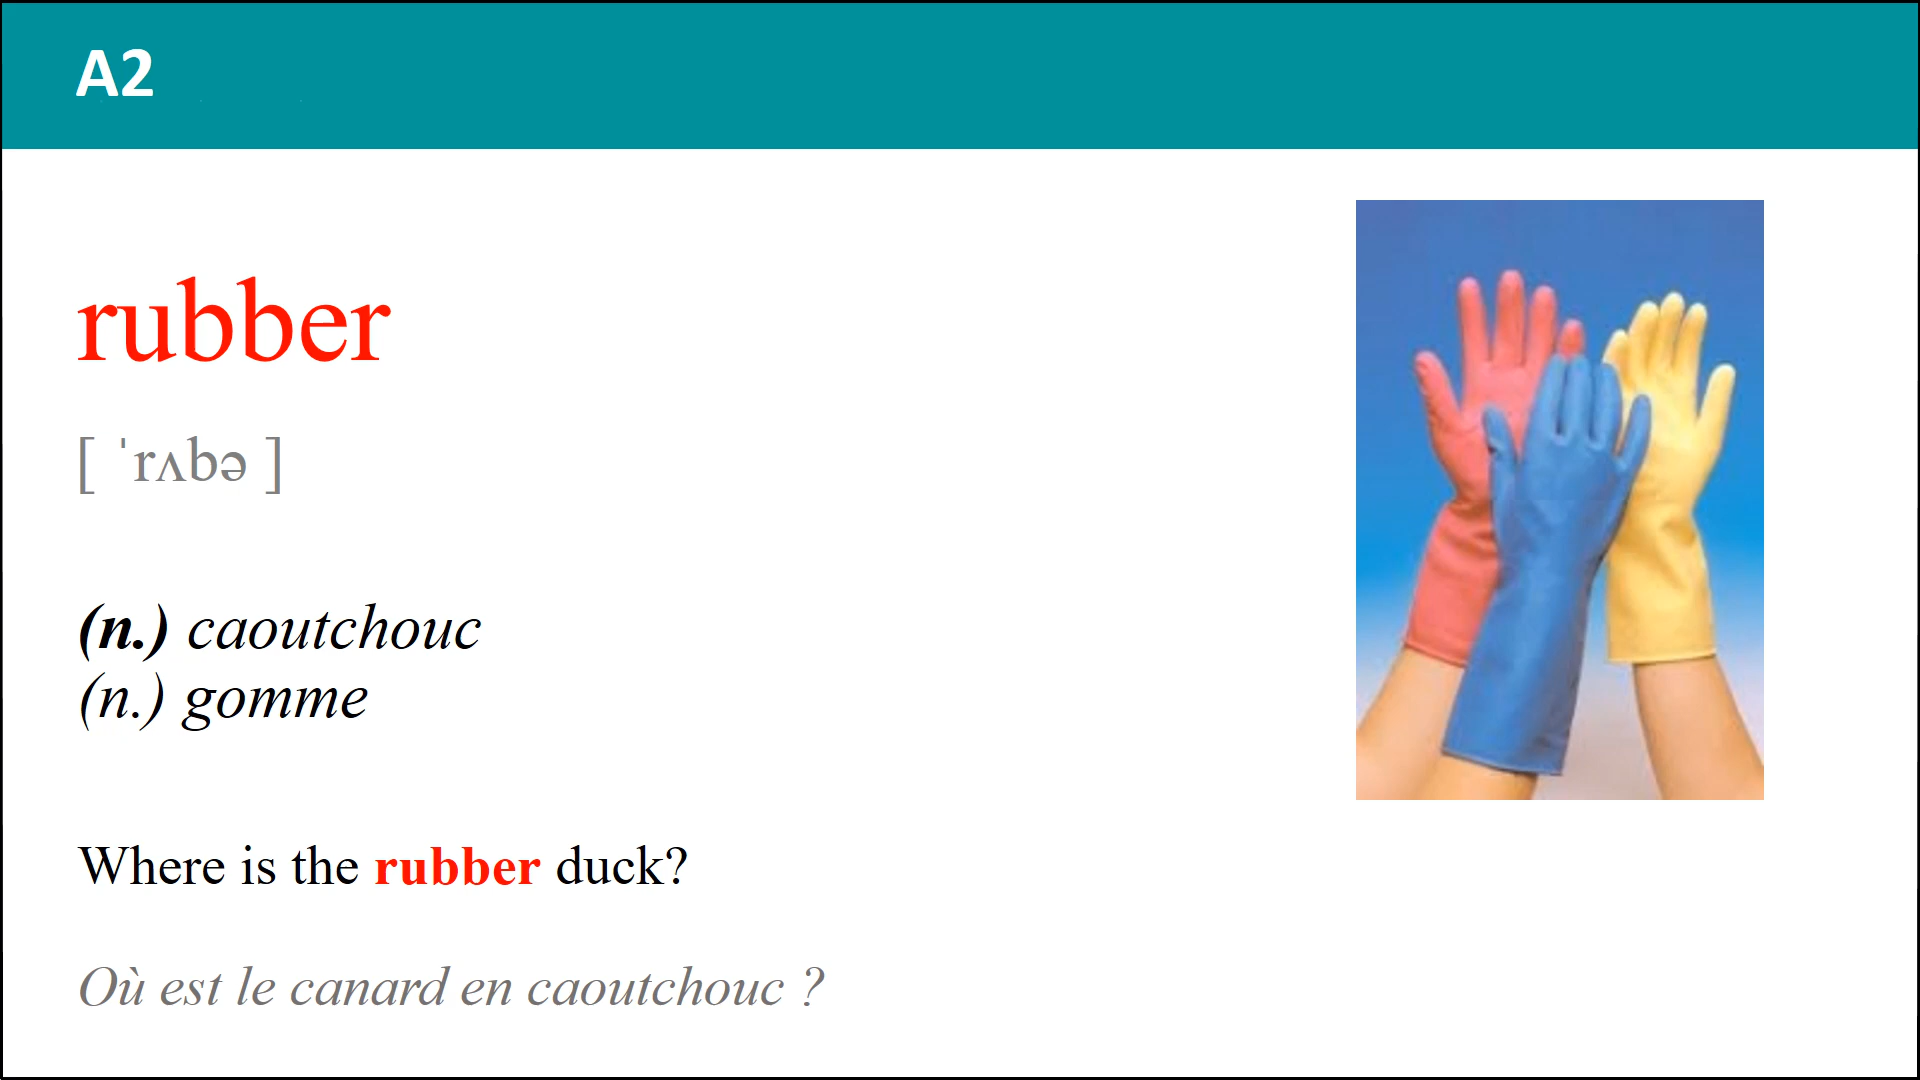 A2
rubber
[ ˈrʌbə ]
(n.) caoutchouc
(n.) gomme
Where is the rubber duck?
Où est le canard en caoutchouc ?